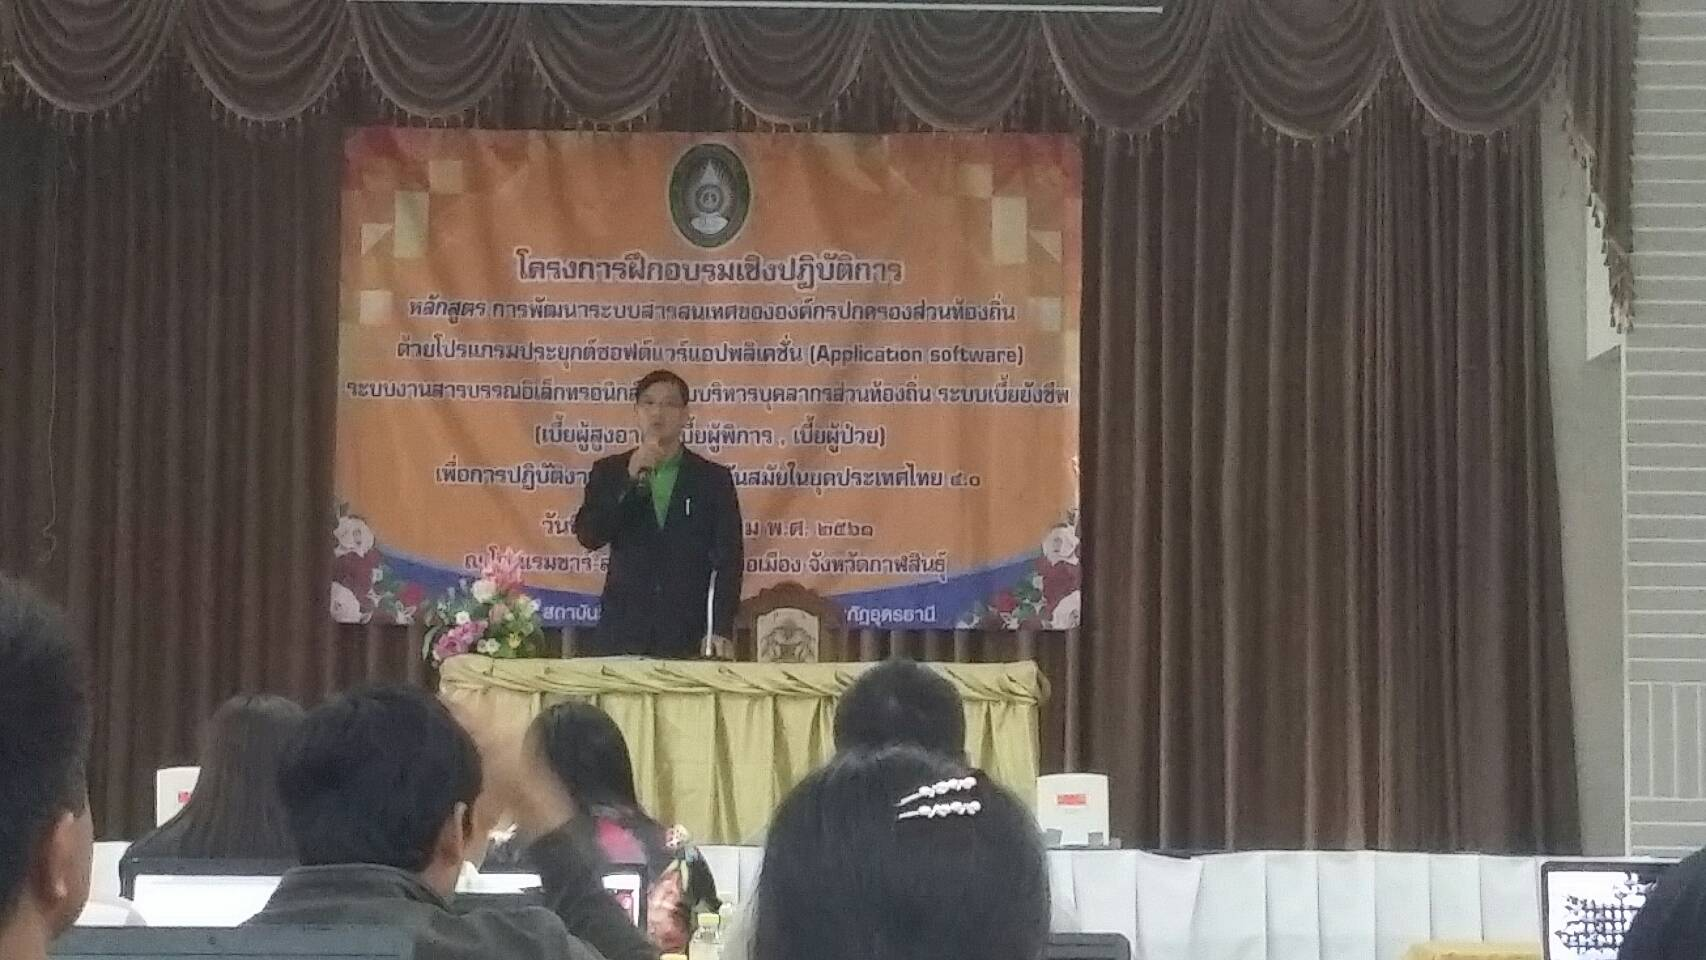 โครงการฝึกอบรมเชิงปฏิบัติการ
หลักสูตร การพัฒนาระบบสารสนเทศขององค์กรปกครองส่วนท้องถิ่น
ด้วยโปรแกรมประยุกต์ซอฟต์แวร์แอปพลิเคชั่น (Application software)
ระบบงานสารบรรณอิเล็กทรอนิกส์ บริหารบุคลากรส่วนท้องถิ่น ระบบเบี้ยยังชีพ
(เบี้ยผู้สูงอา เบี้ยผู้พิการ , เบี้ยผู้ป่วย)
เพื่อการปฏิบัติงา ันสมัยในยุคประเทศไทย ๔.๐
วันที่ ม พ.ศ. ๒๕๖๑
ณ โรงแรมชาร์ อเมือง จังหวัดกาฬสินธุ์
สถาบัน ภัฏอุดรธานี